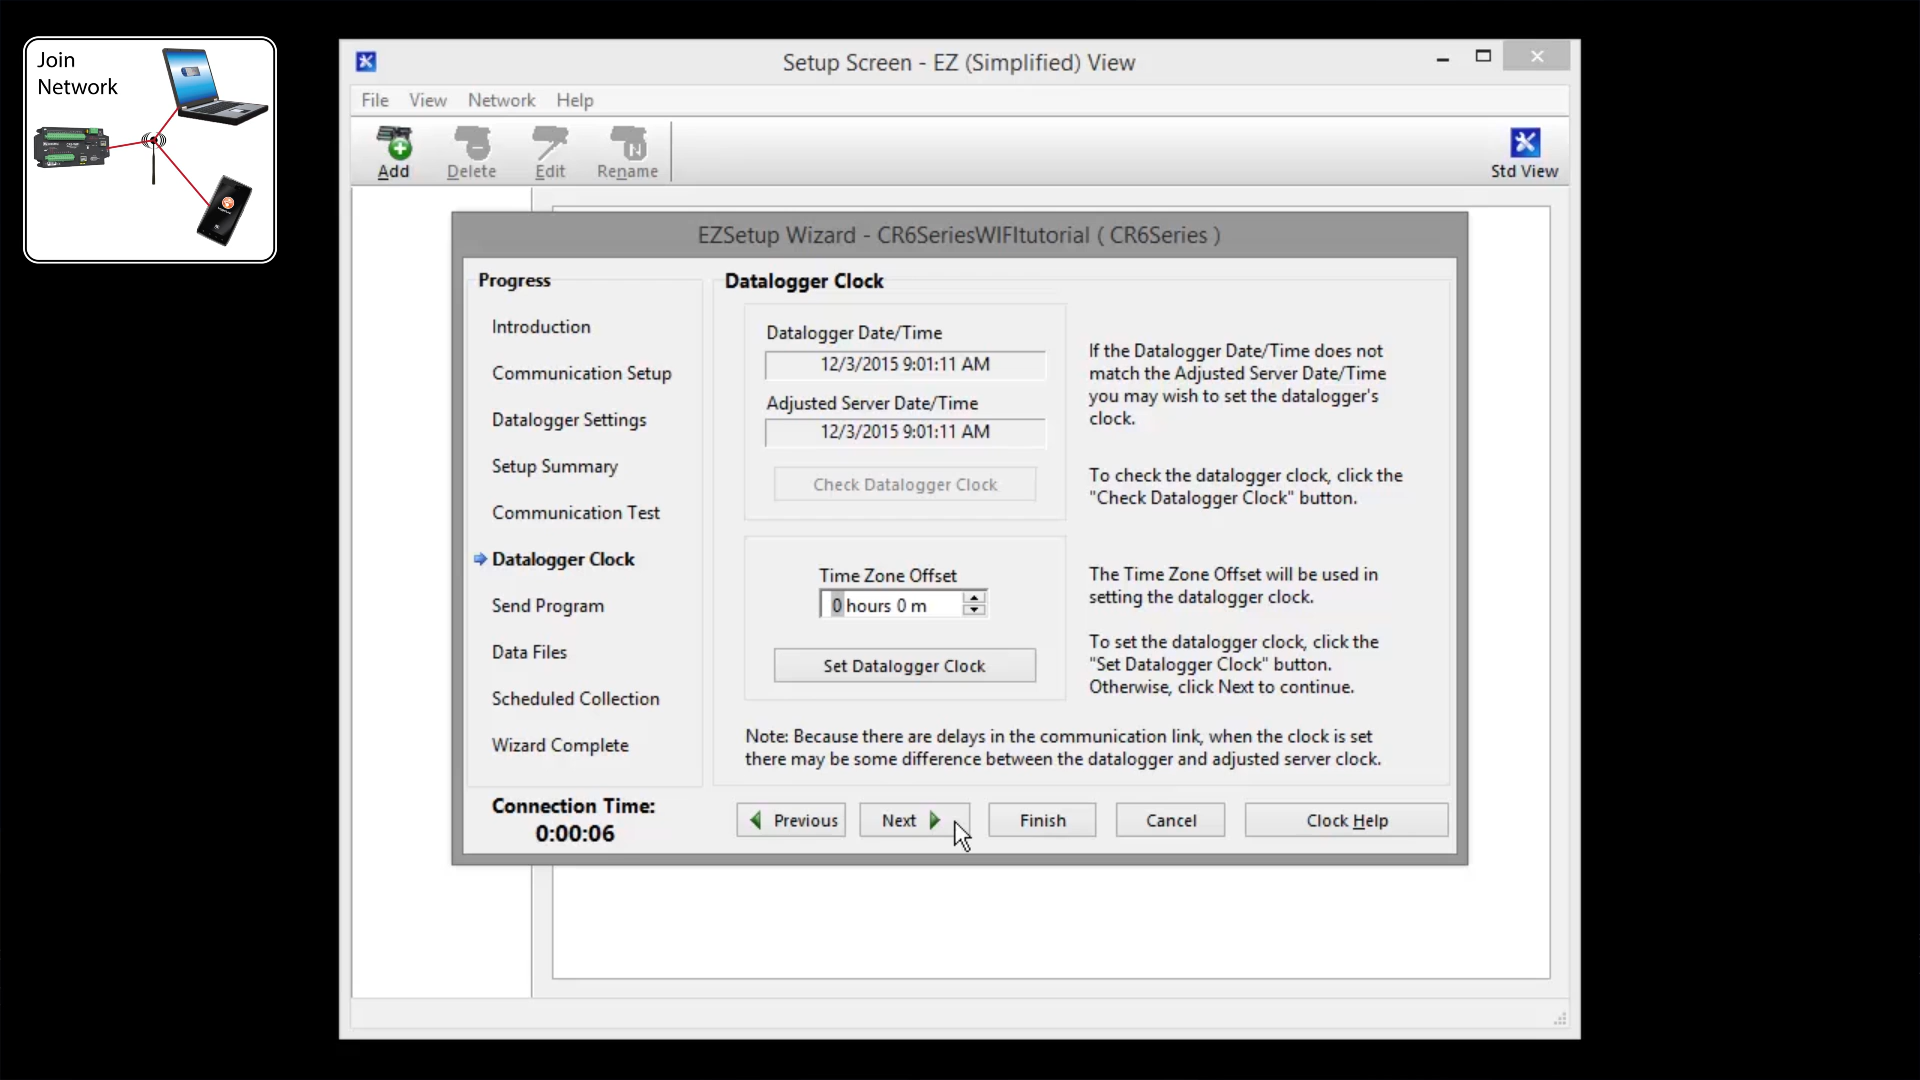 Join
Network
Setup Screen - EZ (Simplified) View
File View Network Help
Add Delete Edit Rename Std View
EZSetup Wizard - CR6SeriesWIFItutorial ( CR6Series )
Progress
Introduction
Communication Setup
Datalogger Settings
Setup Summary
Communication Test
Datalogger Clock
Send Program
Data Files
Scheduled Collection
Wizard Complete
Connection Time:
0:00:06
Datalogger Clock
Datalogger Date/Time
12/3/2015 9:01:11 AM
Adjusted Server Date/Time
12/3/2015 9:01:11 AM
Check Datalogger Clock
If the Datalogger Date/Time does not
match the Adjusted Server Date/Time
you may wish to set the datalogger's
clock.
To check the datalogger clock, click the
"Check Datalogger Clock" button.
Time Zone Offset
0 hours 0 m
Set Datalogger Clock
The Time Zone Offset will be used in
setting the datalogger clock.
To set the datalogger clock, click the
"Set Datalogger Clock" button.
Otherwise, click Next to continue.
Note: Because there are delays in the communication link, when the clock is set
there may be some difference between the datalogger and adjusted server clock.
Previous Next Finish Cancel Clock Help